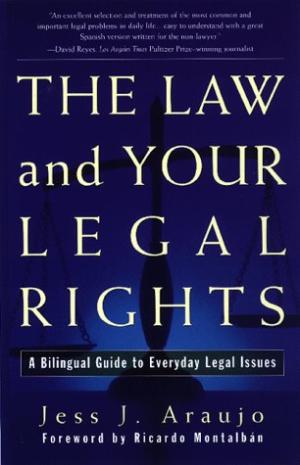 "An excellent selection and treatment of the most common and
important legal problems in daily life... easy to understand with a great
Spanish version written for the non-lawyer."
—David Reyes, Los Angeles Times Pulitzer Prize–winning journalist
THE LAW
and YOUR
LEGAL
RIGHTS
A Bilingual Guide to Everyday Legal Issues
Jess J. Araujo
Foreword by Ricardo Montalbán